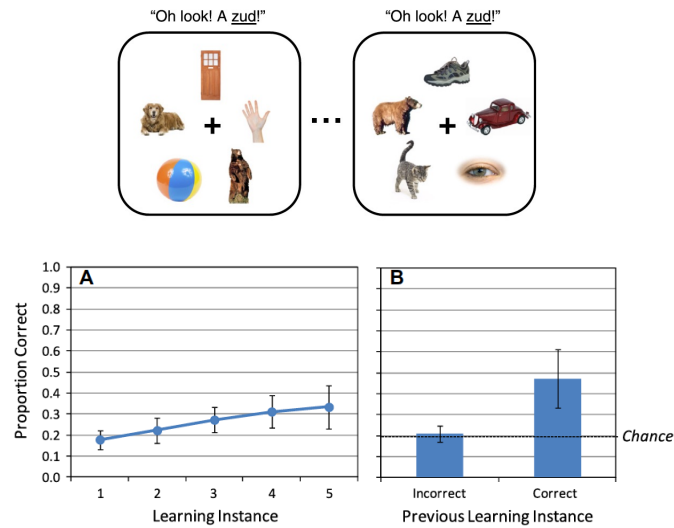 “Oh look! A zud!”
“Oh look! A zud!”
...
A
B
Proportion Correct
1.0
0.9
0.8
0.7
0.6
0.5
0.4
0.3
0.2
0.1
0.0
Chance
1 2 3 4 5
Incorrect Correct
Learning Instance
Previous Learning Instance